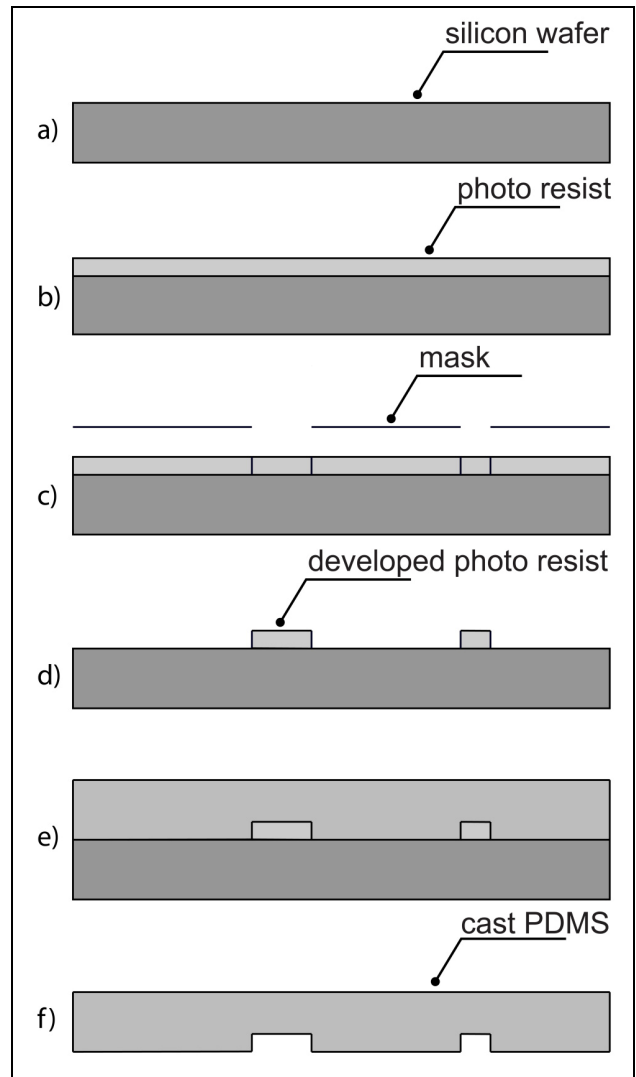 silicon wafer
a)
photo resist
b)
mask
c)
developed photo resist
d)
e)
cast PDMS
f)